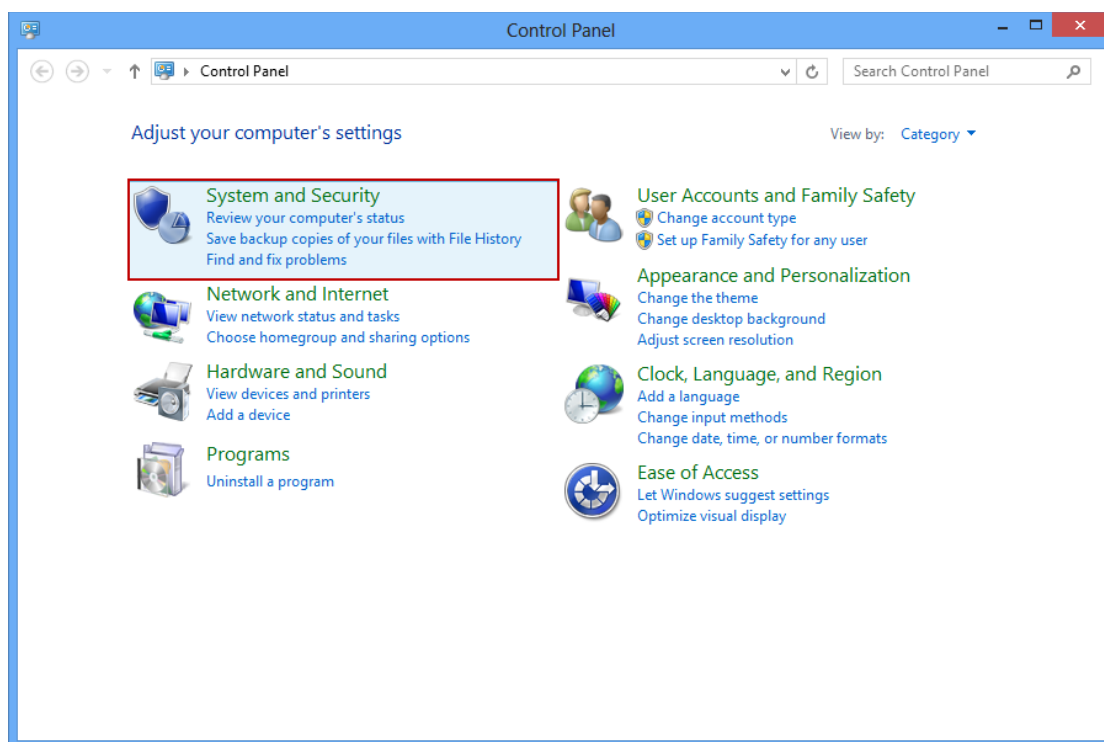 Control Panel
Control Panel
Search Control Panel
Adjust your computer's settings
View by: Category
System and Security
Review your computer's status
Save backup copies of your files with File History
Find and fix problems
Network and Internet
View network status and tasks
Choose homegroup and sharing options
Hardware and Sound
View devices and printers
Add a device
Programs
Uninstall a program
User Accounts and Family Safety
Change account type
Set up Family Safety for any user
Appearance and Personalization
Change the theme
Change desktop background
Adjust screen resolution
Clock, Language, and Region
Add a language
Change input methods
Change date, time, or number formats
Ease of Access
Let Windows suggest settings
Optimize visual display